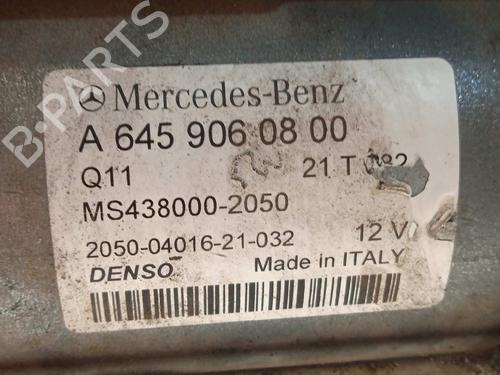 B-PARTS
Mercedes-Benz
A 645 906 08 00
Q11
21 T
MS438000-2050
2050-04016-21-032
12 V
DENSO
Made in ITALY